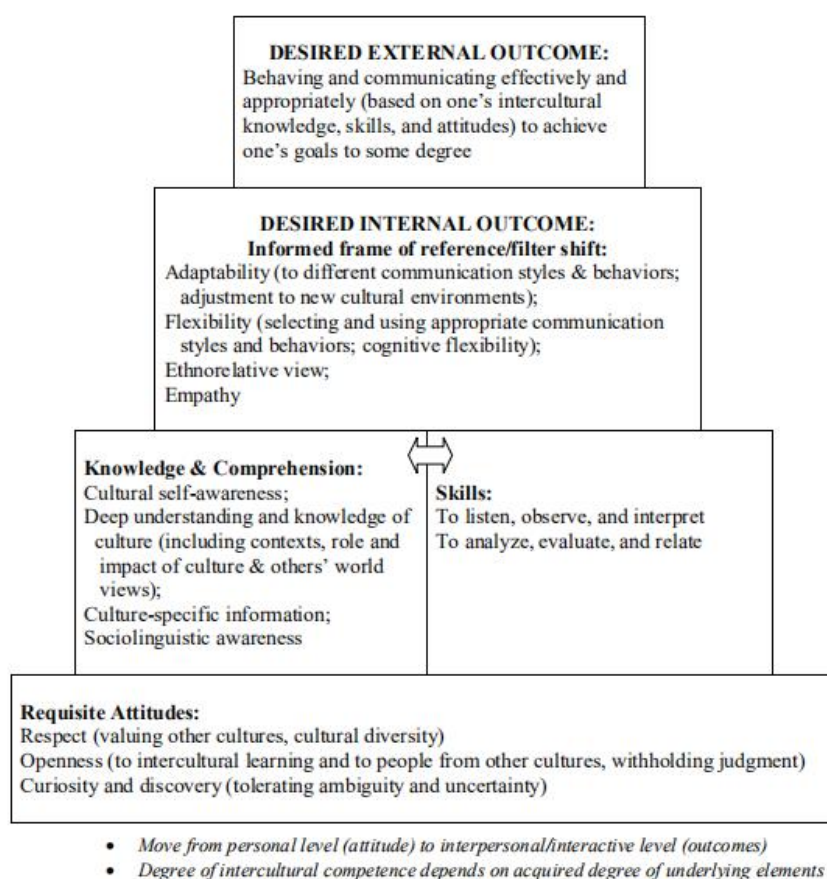 DESIRED EXTERNAL OUTCOME:
Behaving and communicating effectively and
appropriately (based on one's intercultural
knowledge, skills, and attitudes) to achieve
one's goals to some degree
DESIRED INTERNAL OUTCOME:
Informed frame of reference/filter shift:
Adaptability (to different communication styles & behaviors;
adjustment to new cultural environments);
Flexibility (selecting and using appropriate communication
styles and behaviors; cognitive flexibility);
Ethnorelative view;
Empathy
Knowledge & Comprehension:
Cultural self-awareness;
Deep understanding and knowledge of
culture (including contexts, role and
impact of culture & others' world
views);
Culture-specific information;
Sociolinguistic awareness
Skills:
To listen, observe, and interpret
To analyze, evaluate, and relate
Requisite Attitudes:
Respect (valuing other cultures, cultural diversity)
Openness (to intercultural learning and to people from other cultures, withholding judgment)
Curiosity and discovery (tolerating ambiguity and uncertainty)
• Move from personal level (attitude) to interpersonal/interactive level (outcomes)
• Degree of intercultural competence depends on acquired degree of underlying elements